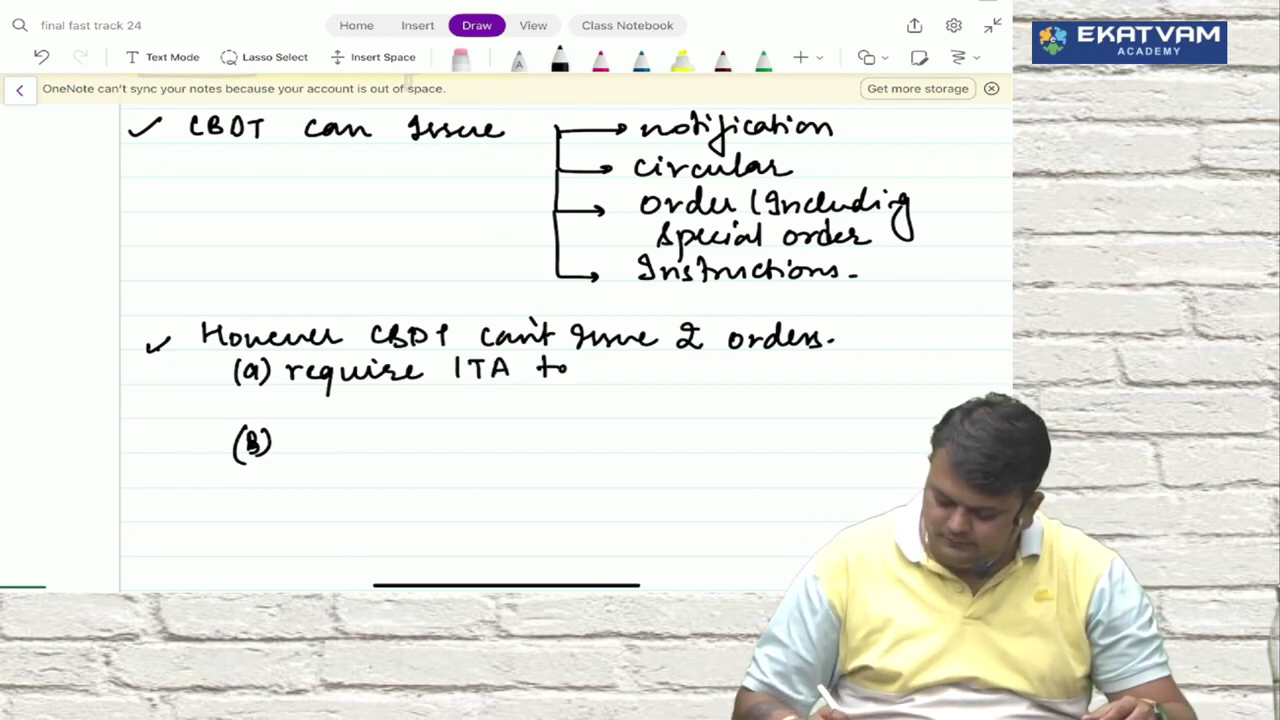 final fast track 24
Home Insert Draw View Class Notebook
Text Mode Lasso Select Insert Space
OneNote can't sync your notes because your account is out of space. Get more storage
EKATVAM
ACADEMY
✓ CBDT can Issue → notification
→ circular
→ order (Including
special order
→ Instructions.
✓ However CBDT can't Issue 2 orders.
(a) require ITA to
(B)